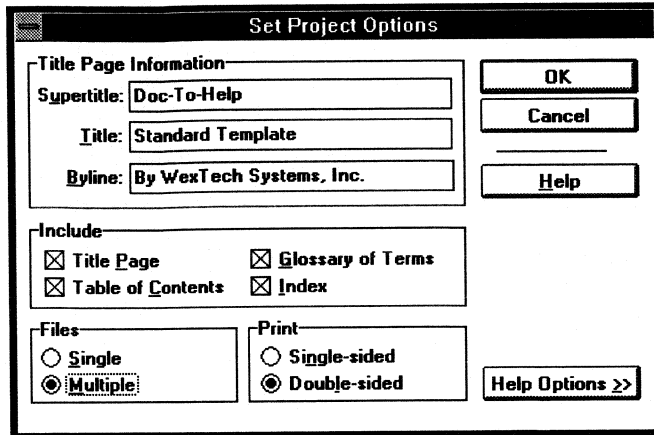 Set Project Options
Title Page Information
Supertitle: Doc-To-Help
Title: Standard Template
Byline: By WexTech Systems, Inc.
OK
Cancel
Help
Include
Title Page
Glossary of Terms
Table of Contents
Index
Files
Single
Multiple
Print
Single-sided
Double-sided
Help Options >>